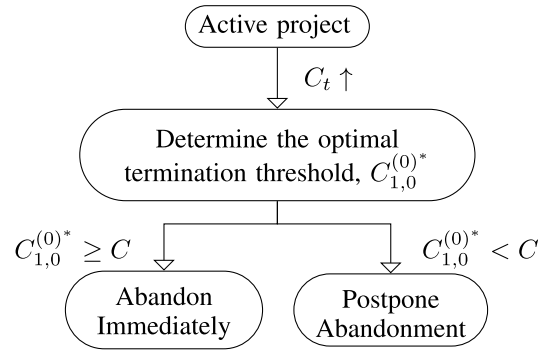 Active project
C_t ↑
Determine the optimal
termination threshold, C_{1,0}^{(0)*}
C_{1,0}^{(0)*} ≥ C
C_{1,0}^{(0)*} < C
Abandon
Immediately
Postpone
Abandonment